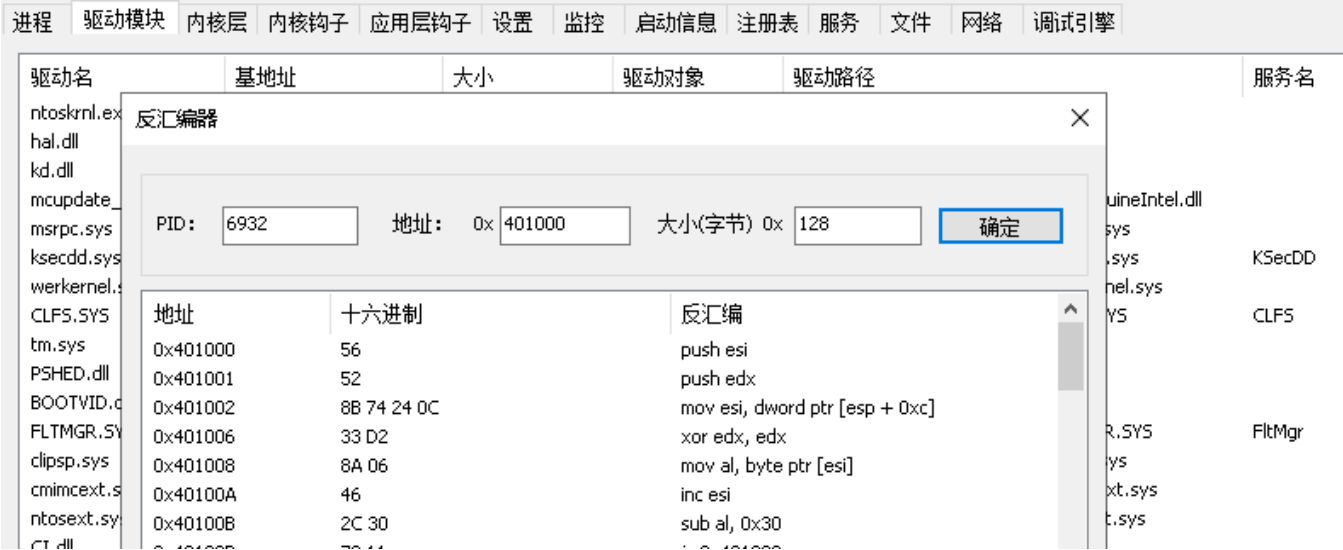 进程 驱动模块 内核层 内核钩子 应用层钩子 设置 监控 启动信息 注册表 服务 文件 网络 调试引擎
驱动名 基地址 大小 驱动对象 驱动路径 服务名
ntoskrnl.ex
反汇编器
hal.dll
kd.dll
mcupdate_ uineIntel.dll
PID: 6932 地址: 0x 401000 大小(字节) 0x 128 确定
msrpc.sys sys
ksecdd.sys .sys KSecDD
werkernel.s nel.sys
地址 十六进制 反汇编
CLFS.SYS YS CLFS
tm.sys
0x401000 56 push esi
PSHED.dll
0x401001 52 push edx
BOOTVID.d
0x401002 8B 74 24 0C mov esi, dword ptr [esp + 0xc]
FLTMGR.SY R.SYS FltMgr
0x401006 33 D2 xor edx, edx
clipsp.sys ys
0x401008 8A 06 mov al, byte ptr [esi]
cmimcext.s xt.sys
0x40100A 46 inc esi
ntosext.sy t.sys
0x40100B 2C 30 sub al, 0x30
CI.dll